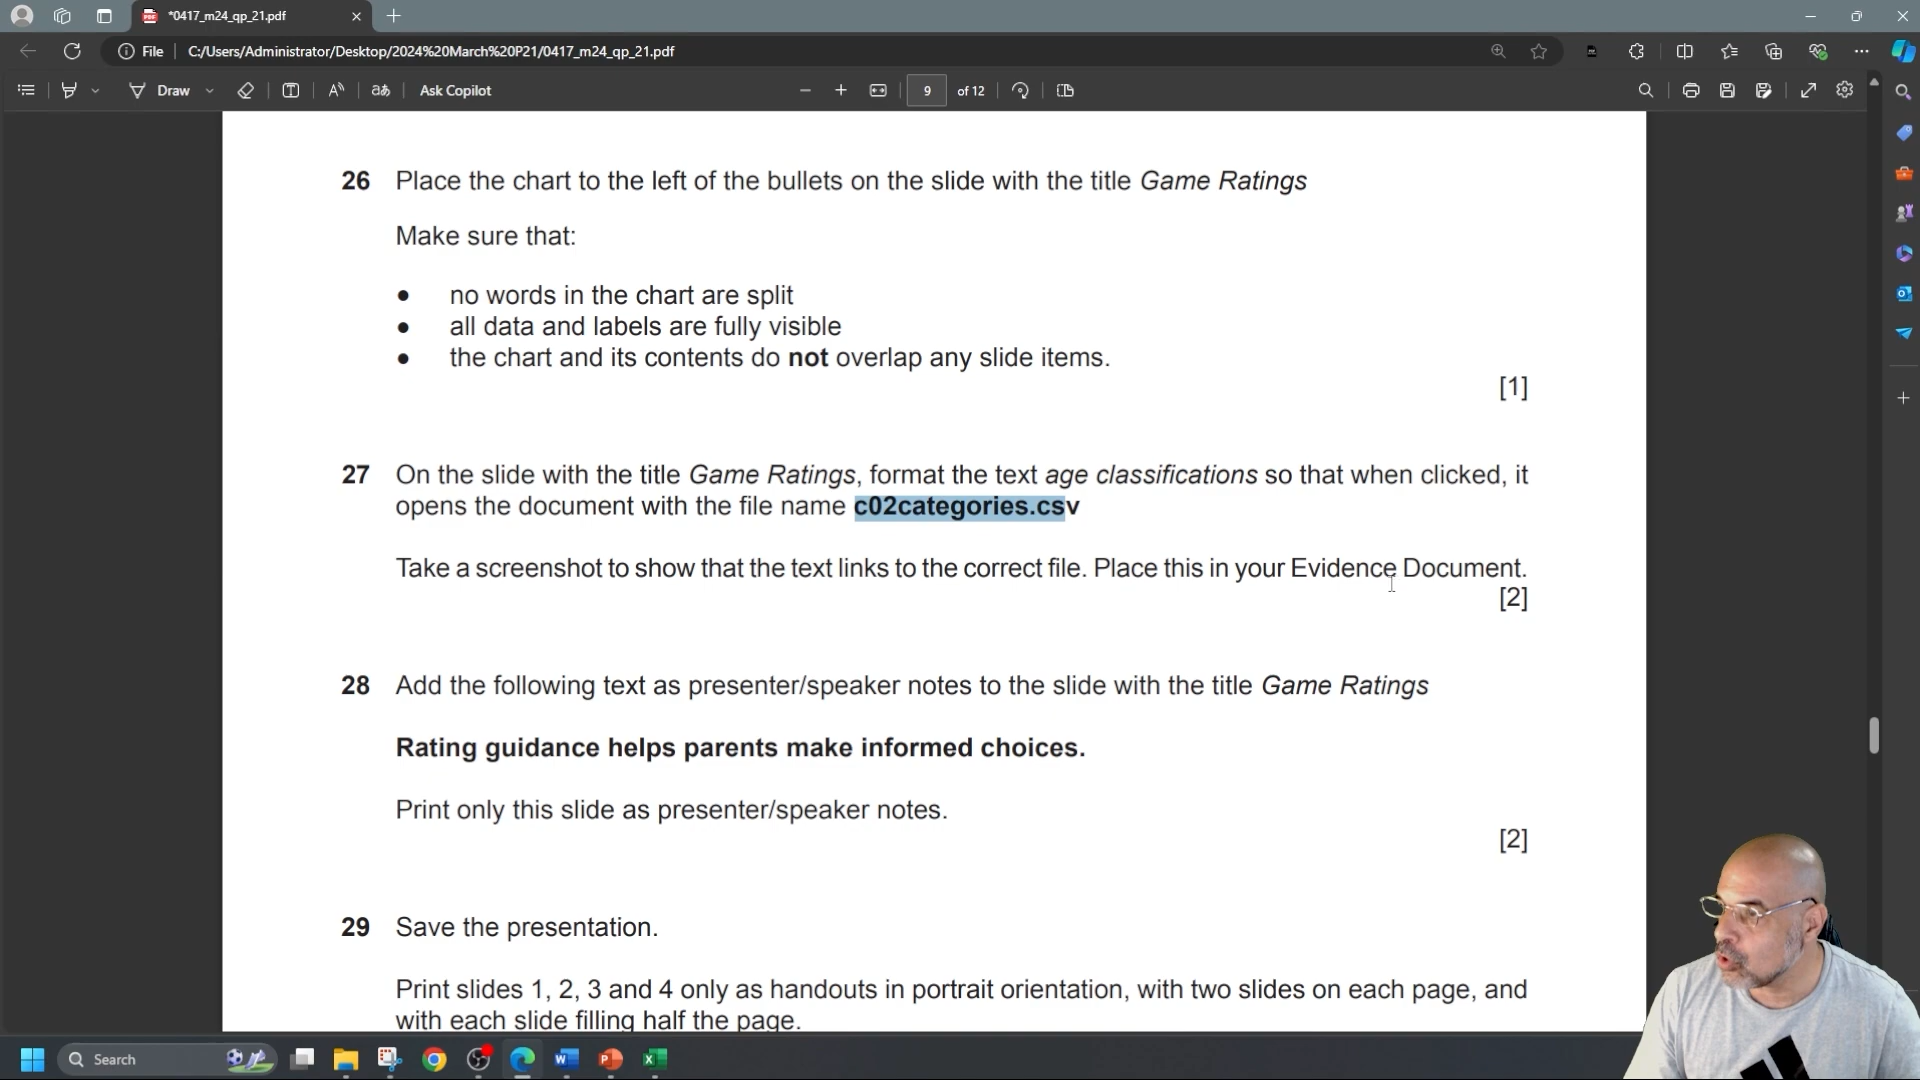 *0417_m24_qp_21.pdf
File
C:/Users/Administrator/Desktop/2024%20March%20P21/0417_m24_qp_21.pdf
Draw
Ask Copilot
9 of 12
26 Place the chart to the left of the bullets on the slide with the title Game Ratings
Make sure that:
• no words in the chart are split
• all data and labels are fully visible
• the chart and its contents do not overlap any slide items.
[1]
27 On the slide with the title Game Ratings, format the text age classifications so that when clicked, it
opens the document with the file name c02categories.csv
Take a screenshot to show that the text links to the correct file. Place this in your Evidence Document.
[2]
28 Add the following text as presenter/speaker notes to the slide with the title Game Ratings
Rating guidance helps parents make informed choices.
Print only this slide as presenter/speaker notes.
[2]
29 Save the presentation.
Print slides 1, 2, 3 and 4 only as handouts in portrait orientation, with two slides on each page, and
with each slide filling half the page.
Search